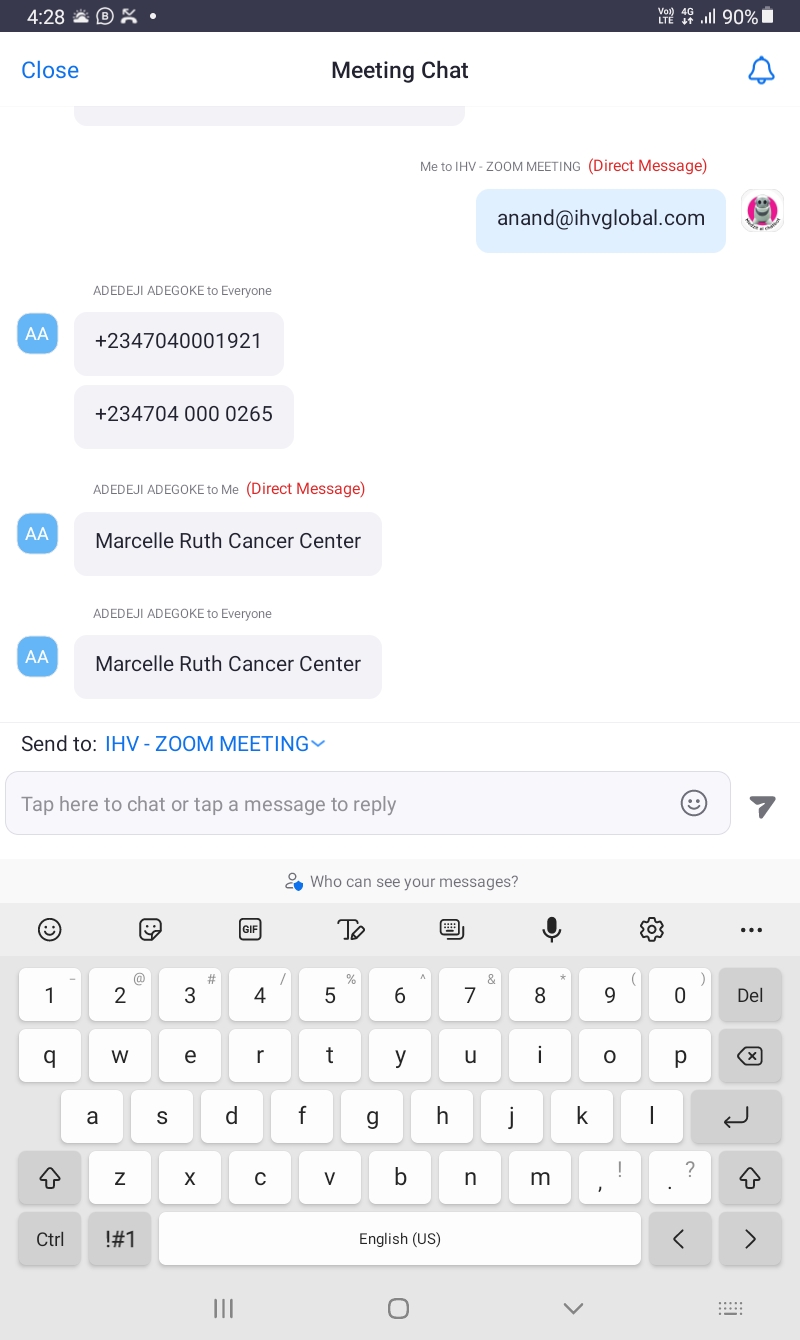 4:28
Vo)) LTE 4G 90%
Close
Meeting Chat
Me to IHV - ZOOM MEETING (Direct Message)
anand@ihvglobal.com
ADEDEJI ADEGOKE to Everyone
AA
+2347040001921
+234704 000 0265
ADEDEJI ADEGOKE to Me (Direct Message)
AA
Marcelle Ruth Cancer Center
ADEDEJI ADEGOKE to Everyone
AA
Marcelle Ruth Cancer Center
Send to: IHV - ZOOM MEETING
Tap here to chat or tap a message to reply
Who can see your messages?
GIF
1 − 2 @ 3 # 4 / 5 % 6 ^ 7 & 8 * 9 ( 0 ) Del
q w e r t y u i o p
a s d f g h j k l
z x c v b n m , ! . ?
Ctrl !#1 English (US)